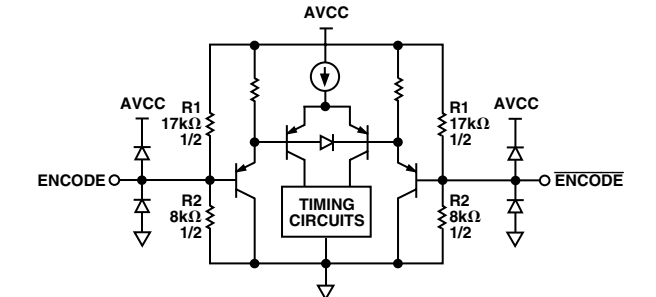 AVCC
AVCC
R1
17kΩ
1/2
R1
17kΩ
1/2
AVCC
ENCODE
ENCODE
R2
8kΩ
1/2
TIMING
CIRCUITS
R2
8kΩ
1/2